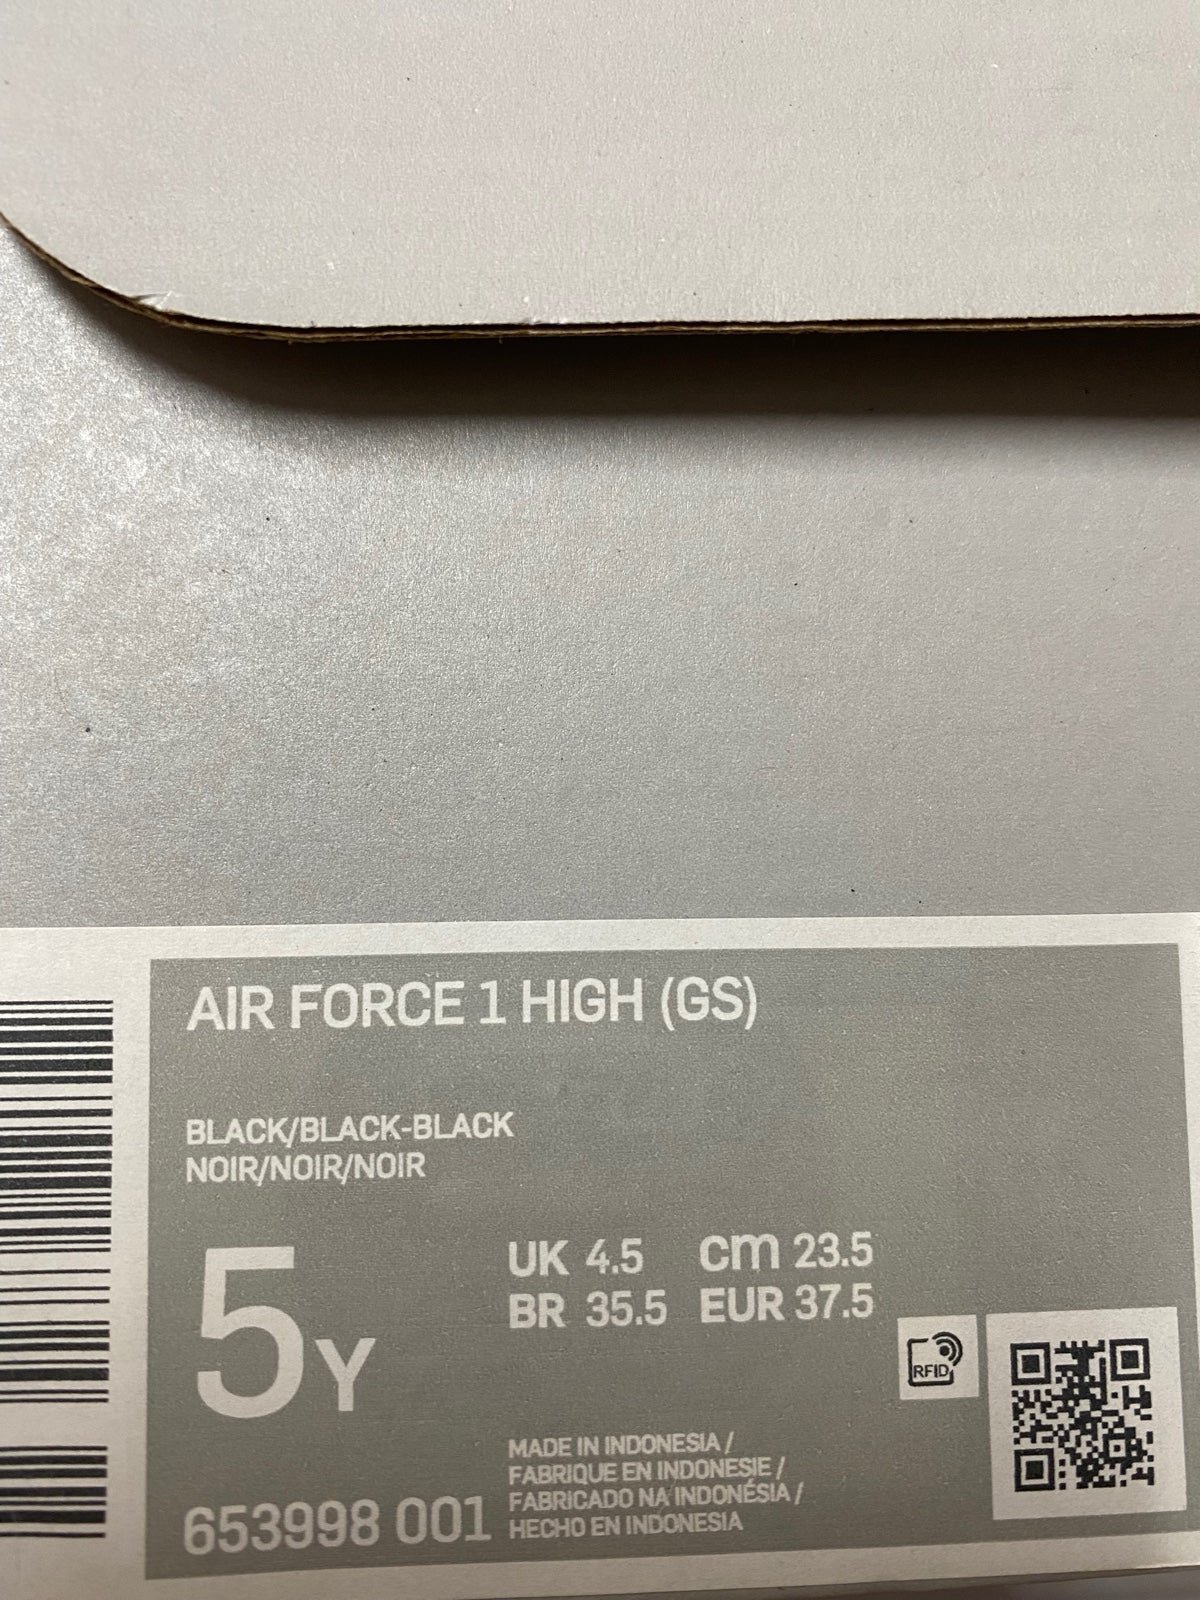 AIR FORCE 1 HIGH (GS)
BLACK/BLACK-BLACK
NOIR/NOIR/NOIR
5Y
UK 4.5 cm 23.5
BR 35.5 EUR 37.5
RFID
MADE IN INDONESIA /
FABRIQUE EN INDONESIE /
FABRICADO NA INDONÉSIA /
HECHO EN INDONESIA
653998 001